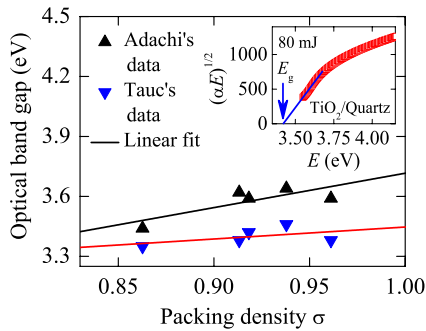 Optical band gap (eV)
4.5
4.2
3.9
3.6
3.3
Adachi's
data
Tauc's
data
Linear fit
(αE)^1/2
1000
500
0
80 mJ
E_g
TiO₂/Quartz
3.50 3.75 4.00
E (eV)
0.85 0.90 0.95 1.00
Packing density σ